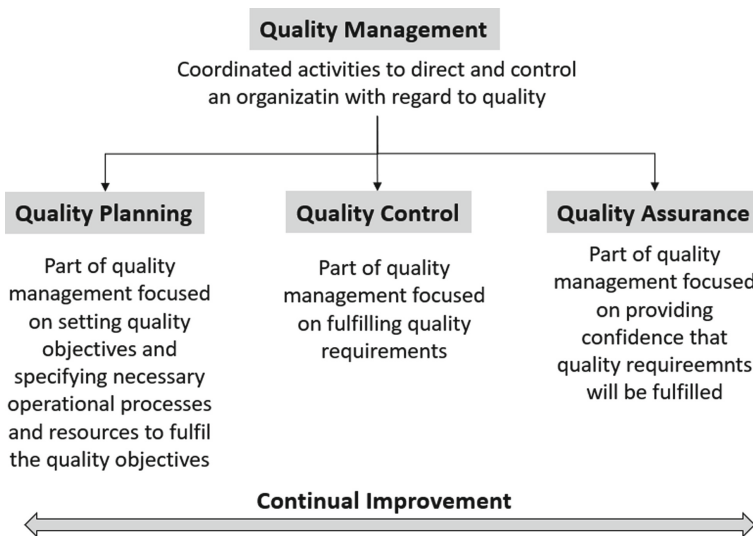 Quality Management
Coordinated activities to direct and control
an organizatin with regard to quality
Quality Planning
Part of quality
management focused
on setting quality
objectives and
specifying necessary
operational processes
and resources to fulfil
the quality objectives
Quality Control
Part of quality
management focused
on fulfilling quality
requirements
Quality Assurance
Part of quality
management focused
on providing
confidence that
quality requireemnts
will be fulfilled
Continual Improvement